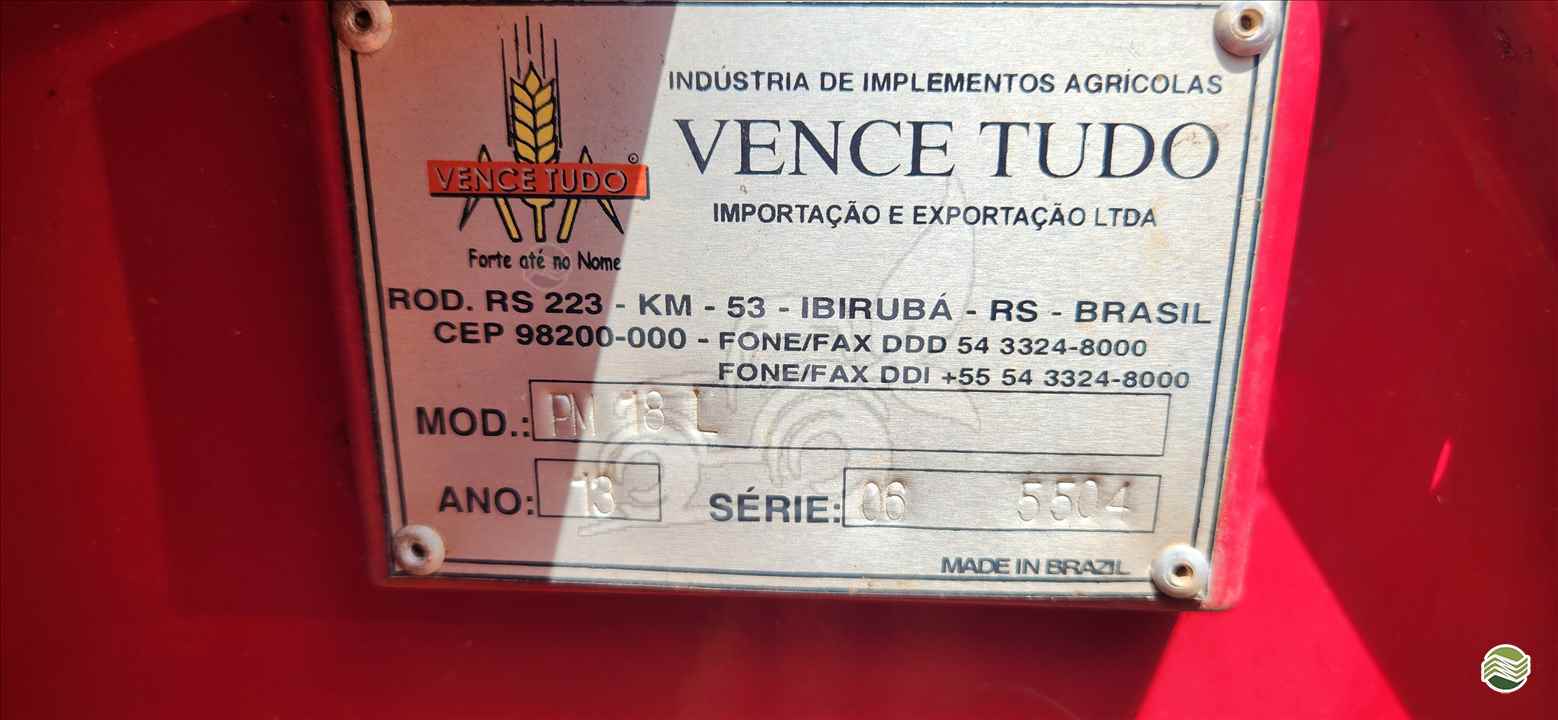 INDÚSTRIA DE IMPLEMENTOS AGRÍCOLAS
VENCE TUDO
IMPORTAÇÃO E EXPORTAÇÃO LTDA
VENCE TUDO ©
Forte até no Nome
ROD. RS 223 - KM - 53 - IBIRUBÁ - RS - BRASIL
CEP 98200-000 - FONE/FAX DDD 54 3324-8000
FONE/FAX DDI +55 54 3324-8000
MOD.: PM 18 L
ANO: 13 SÉRIE: 06 5504
MADE IN BRAZIL